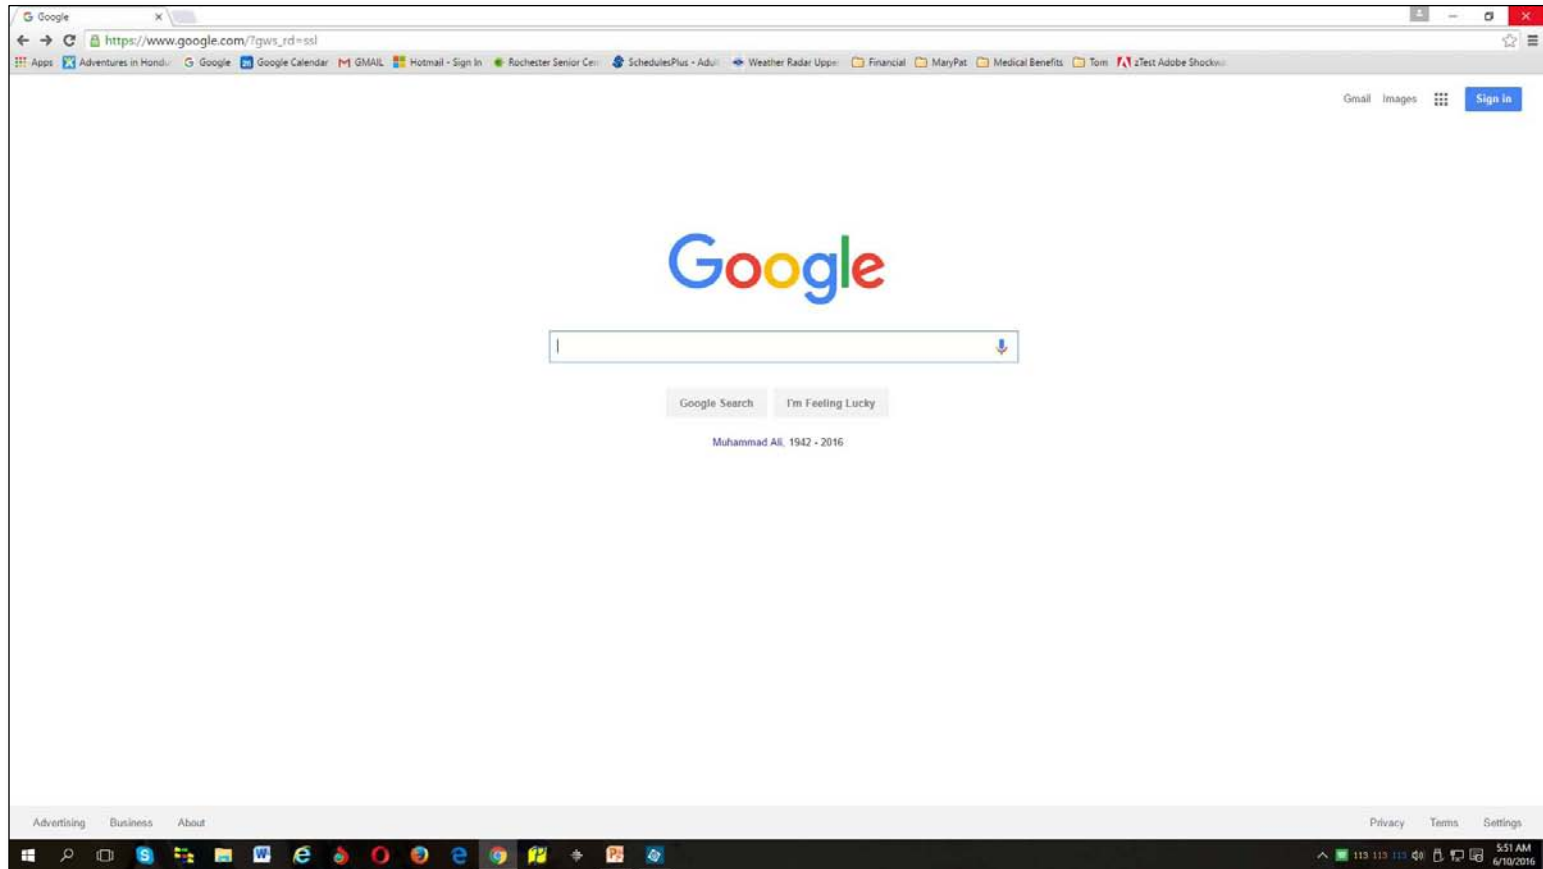 Google
https://www.google.com/?gws_rd=ssl
Apps Adventures in Hondu Google Google Calendar GMAIL Hotmail - Sign In Rochester Senior Cen SchedulesPlus - Adul Weather Radar Uppe Financial MaryPat Medical Benefits Tom zTest Adobe Shockw
Gmail Images Sign in
Google
Google Search I'm Feeling Lucky
Muhammad Ali, 1942 - 2016
Advertising Business About Privacy Terms Settings
113 113 113 5:51 AM
6/10/2016